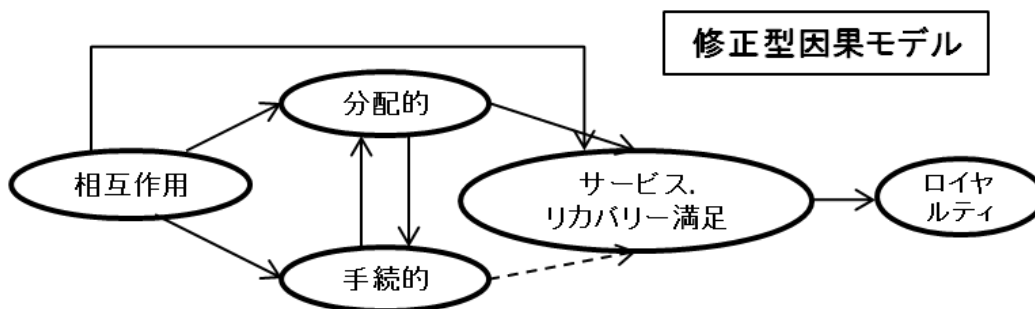 修正型因果モデル
分配的
相互作用
サービス.
リカバリー満足
ロイヤ
ルティ
手続的